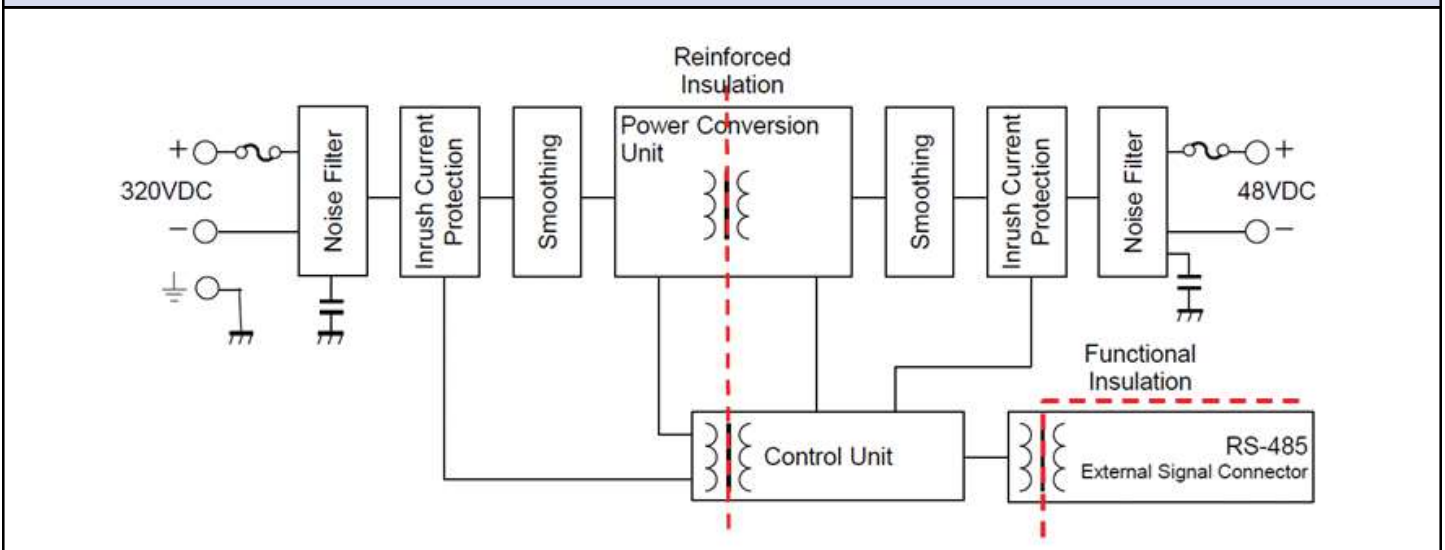 Reinforced
Insulation
+
320VDC
−
Noise Filter
Inrush Current
Protection
Smoothing
Power Conversion
Unit
Smoothing
Inrush Current
Protection
Noise Filter
+
48VDC
−
Functional
Insulation
Control Unit
RS-485
External Signal Connector